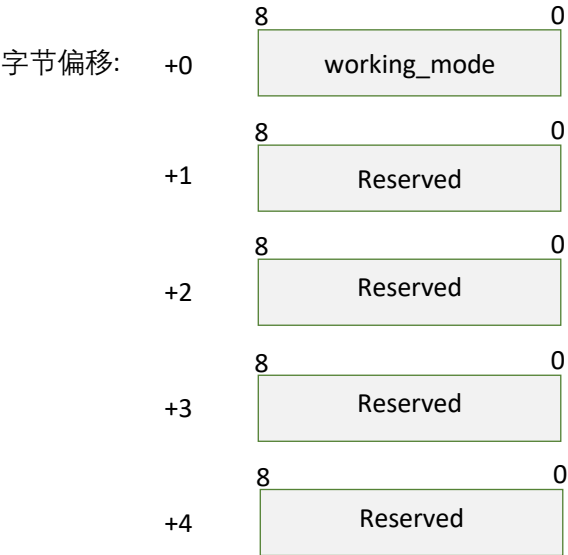 8 0
字节偏移: +0 working_mode
8 0
+1 Reserved
8 0
+2 Reserved
8 0
+3 Reserved
8 0
+4 Reserved